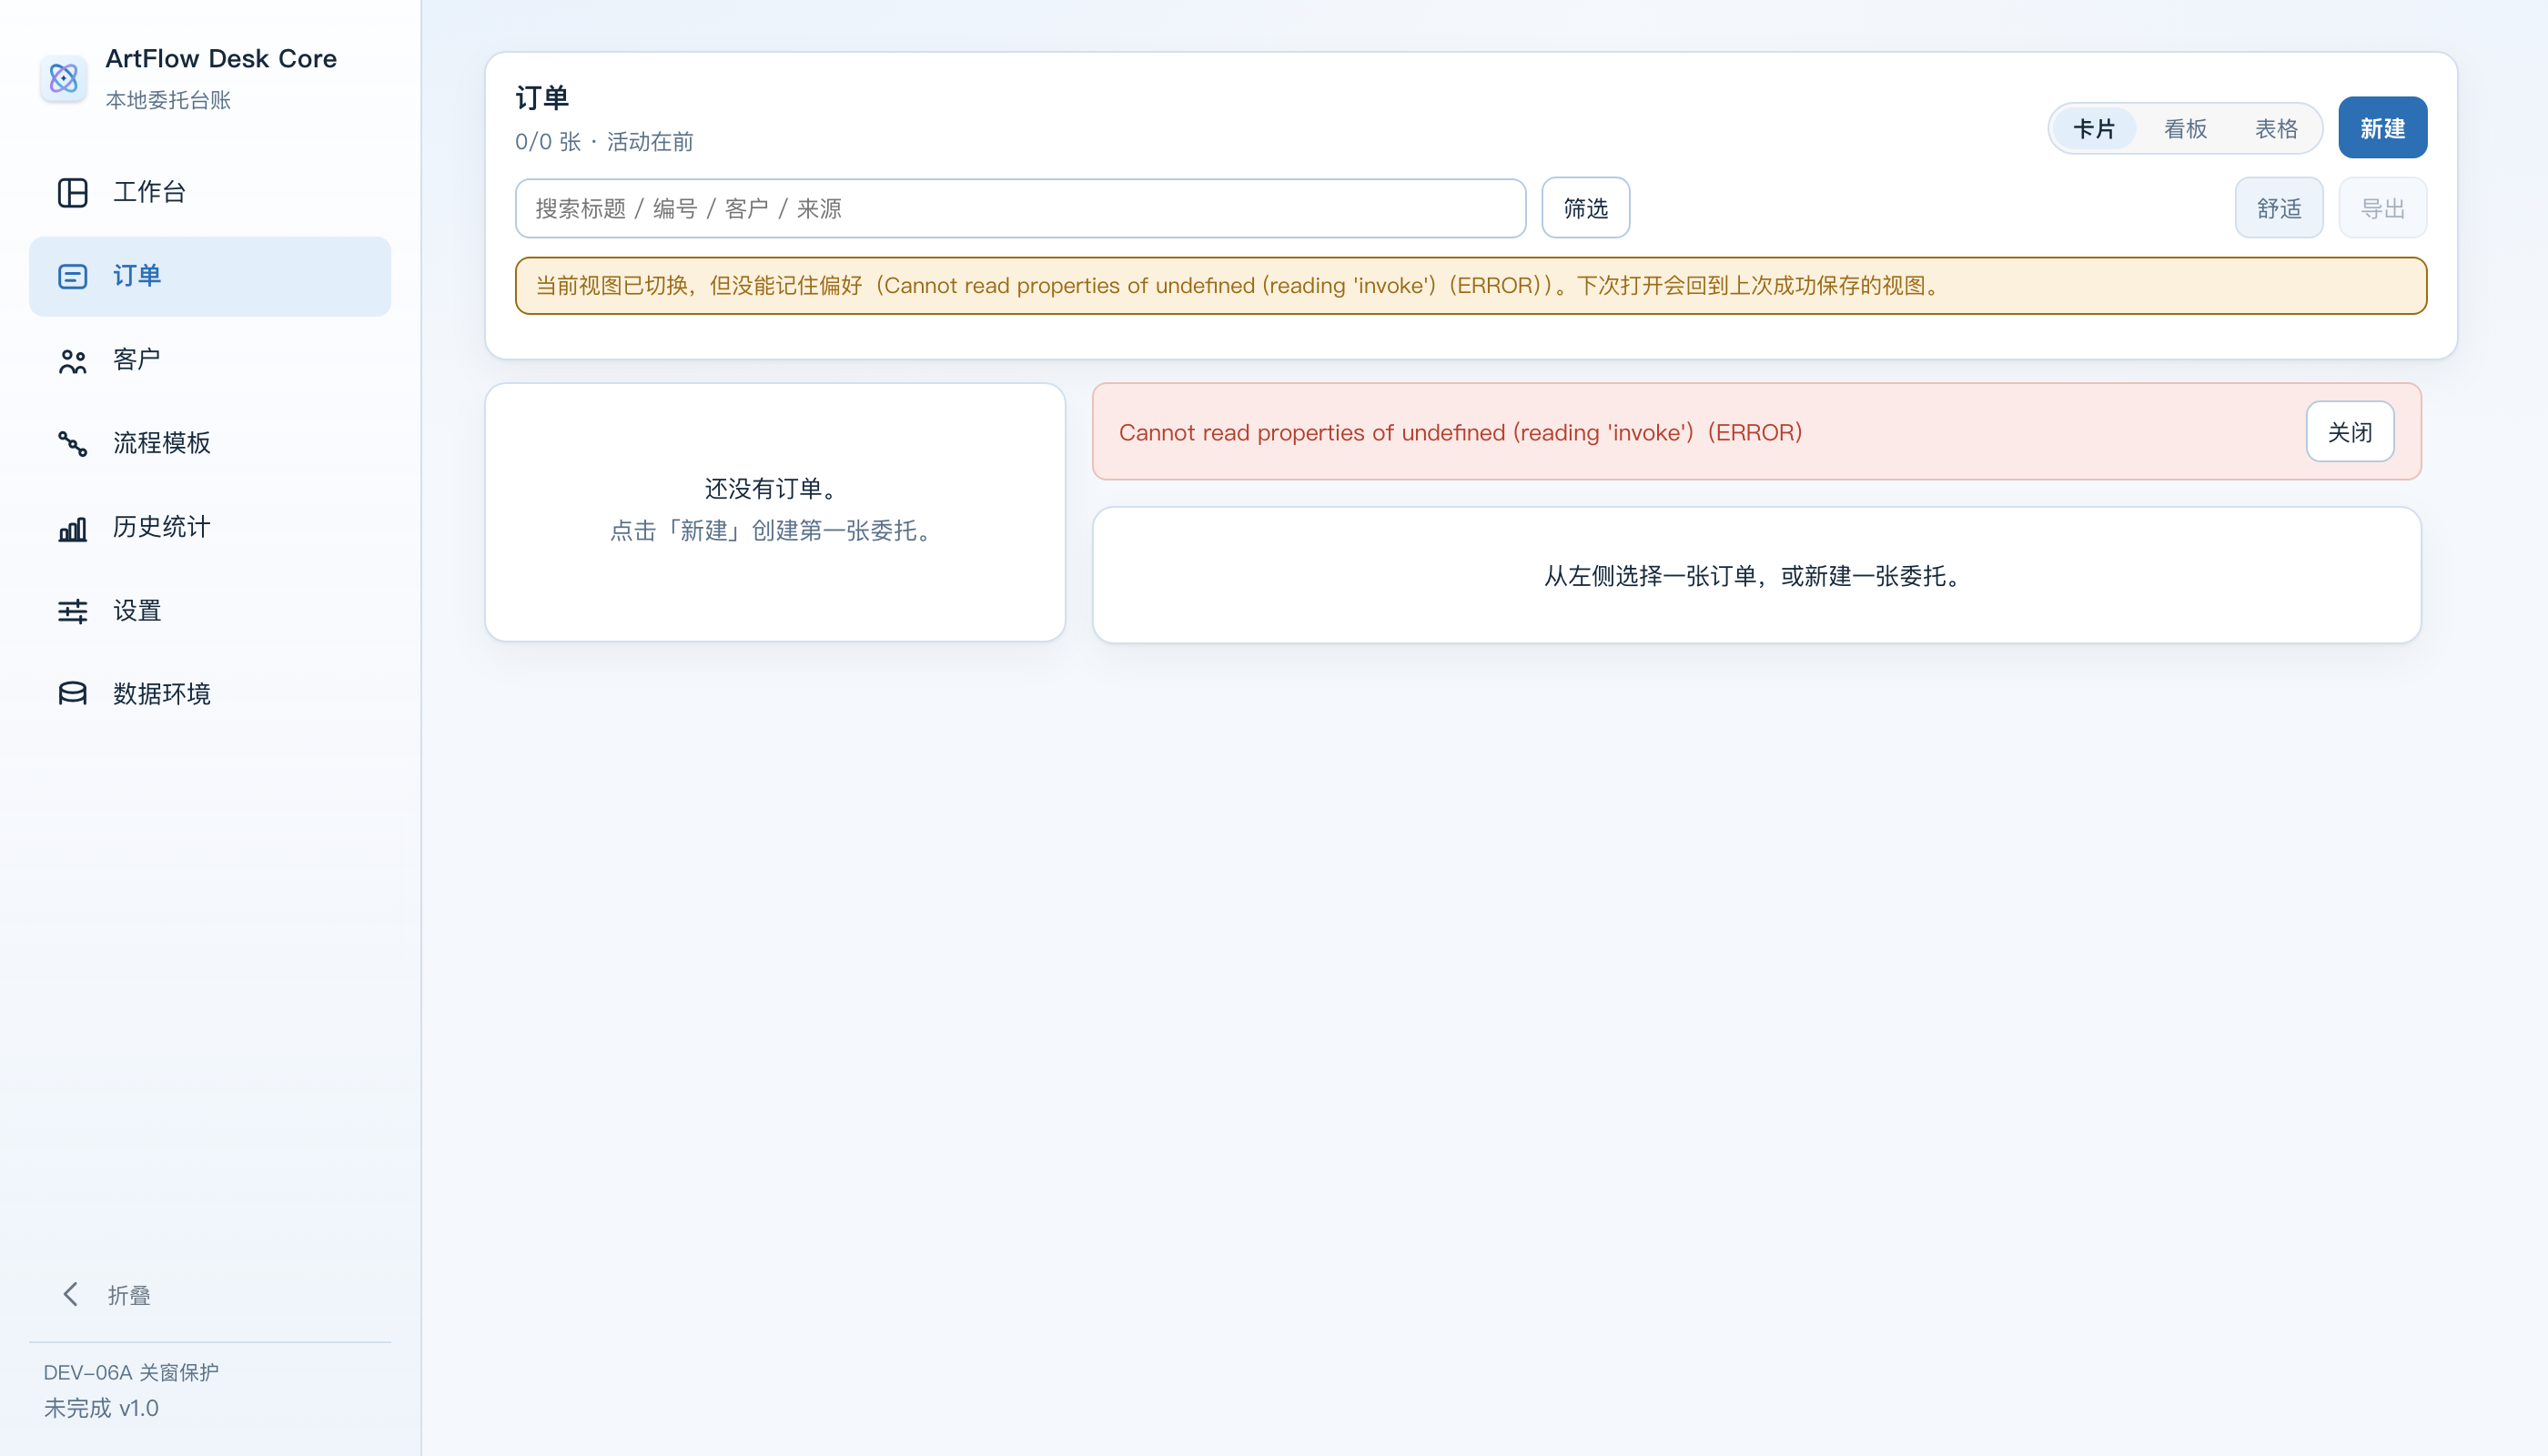 ArtFlow Desk Core
本地委托台账
工作台
订单
客户
流程模板
历史统计
设置
数据环境
折叠
DEV-06A 关窗保护
未完成 v1.0
订单
0/0 张 · 活动在前
卡片 看板 表格 新建
搜索标题 / 编号 / 客户 / 来源 筛选 舒适 导出
当前视图已切换，但没能记住偏好（Cannot read properties of undefined (reading 'invoke')（ERROR））。下次打开会回到上次成功保存的视图。
还没有订单。
点击「新建」创建第一张委托。
Cannot read properties of undefined (reading 'invoke')（ERROR） 关闭
从左侧选择一张订单，或新建一张委托。